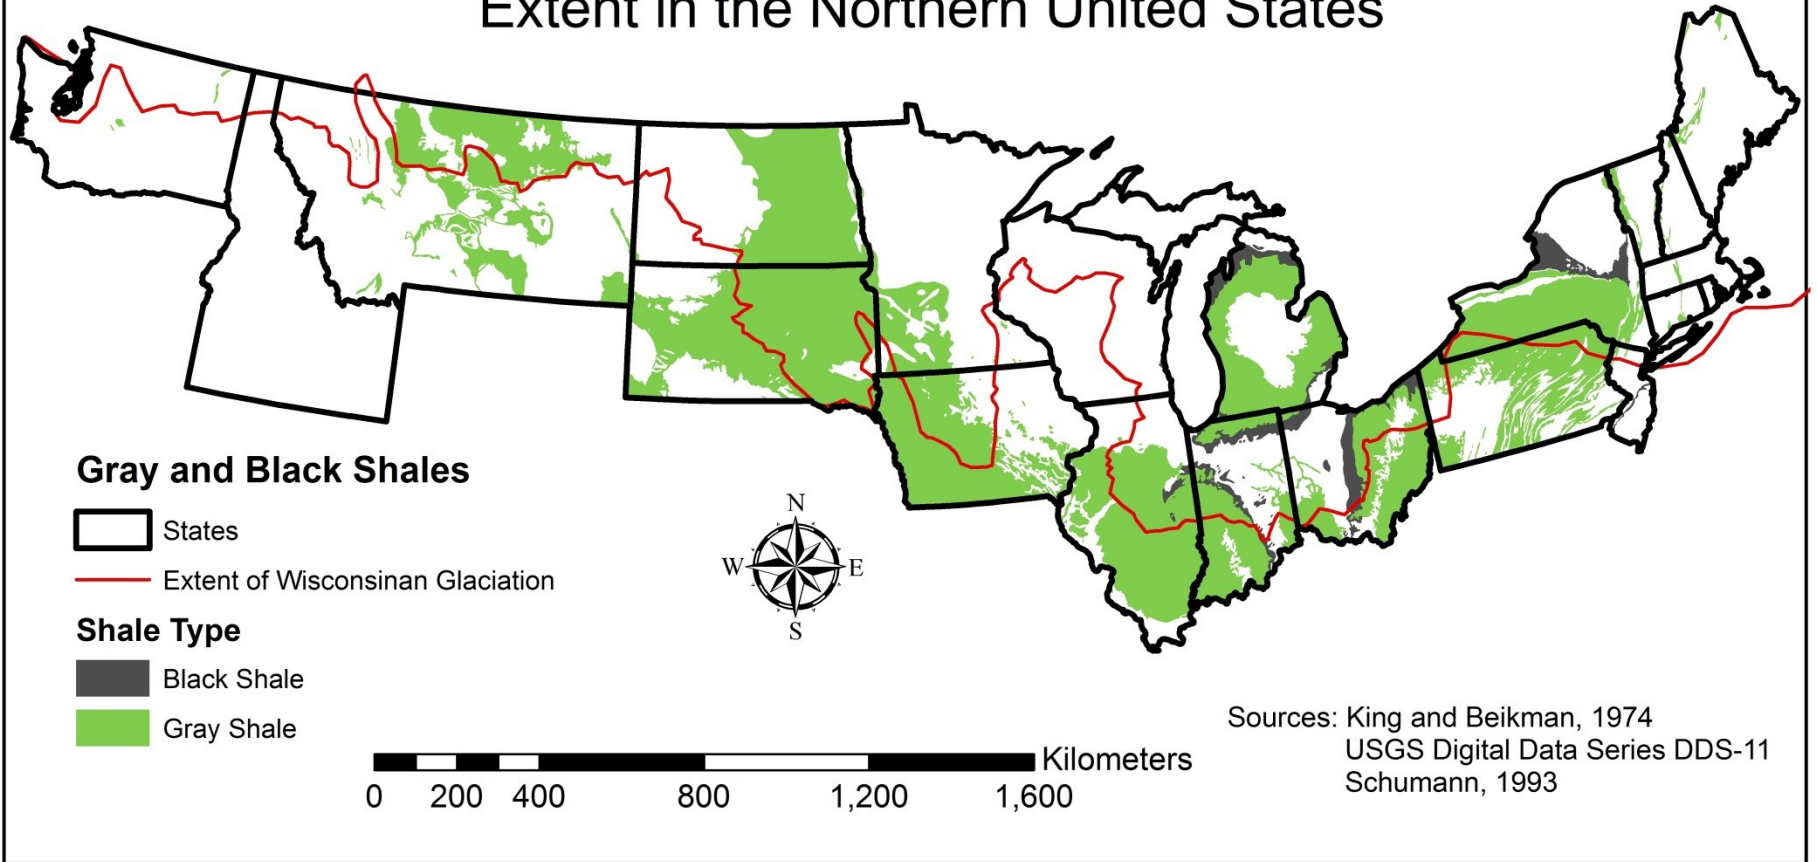 Extent in the Northern United States
Gray and Black Shales
States
Extent of Wisconsinan Glaciation
Shale Type
Black Shale
Gray Shale
N
W E
S
Kilometers
0 200 400 800 1,200 1,600
Sources: King and Beikman, 1974
USGS Digital Data Series DDS-11
Schumann, 1993